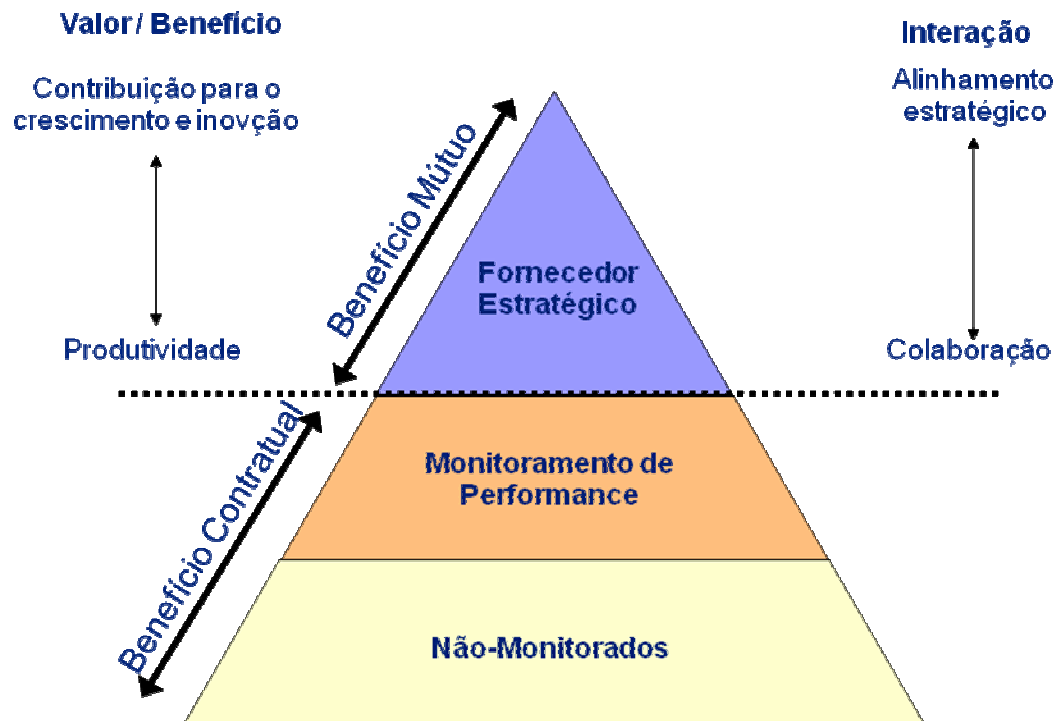 Valor / Benefício
Interação
Contribuição para o
crescimento e inovção
Alinhamento
estratégico
Benefício Mútuo
Fornecedor
Estratégico
Produtividade
Colaboração
Benefício Contratual
Monitoramento de
Performance
Não-Monitorados